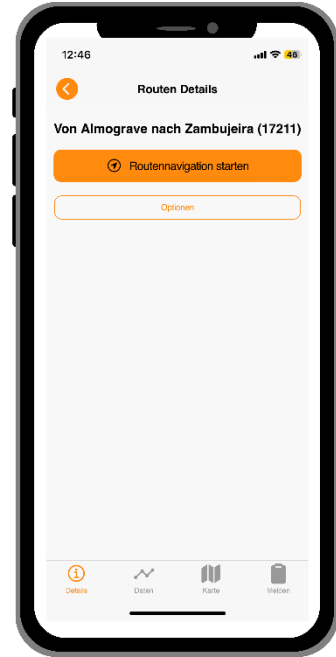 12:46
46
Routen Details
Von Almograve nach Zambujeira (17211)
Routennavigation starten
Optionen
Details Daten Karte Melden